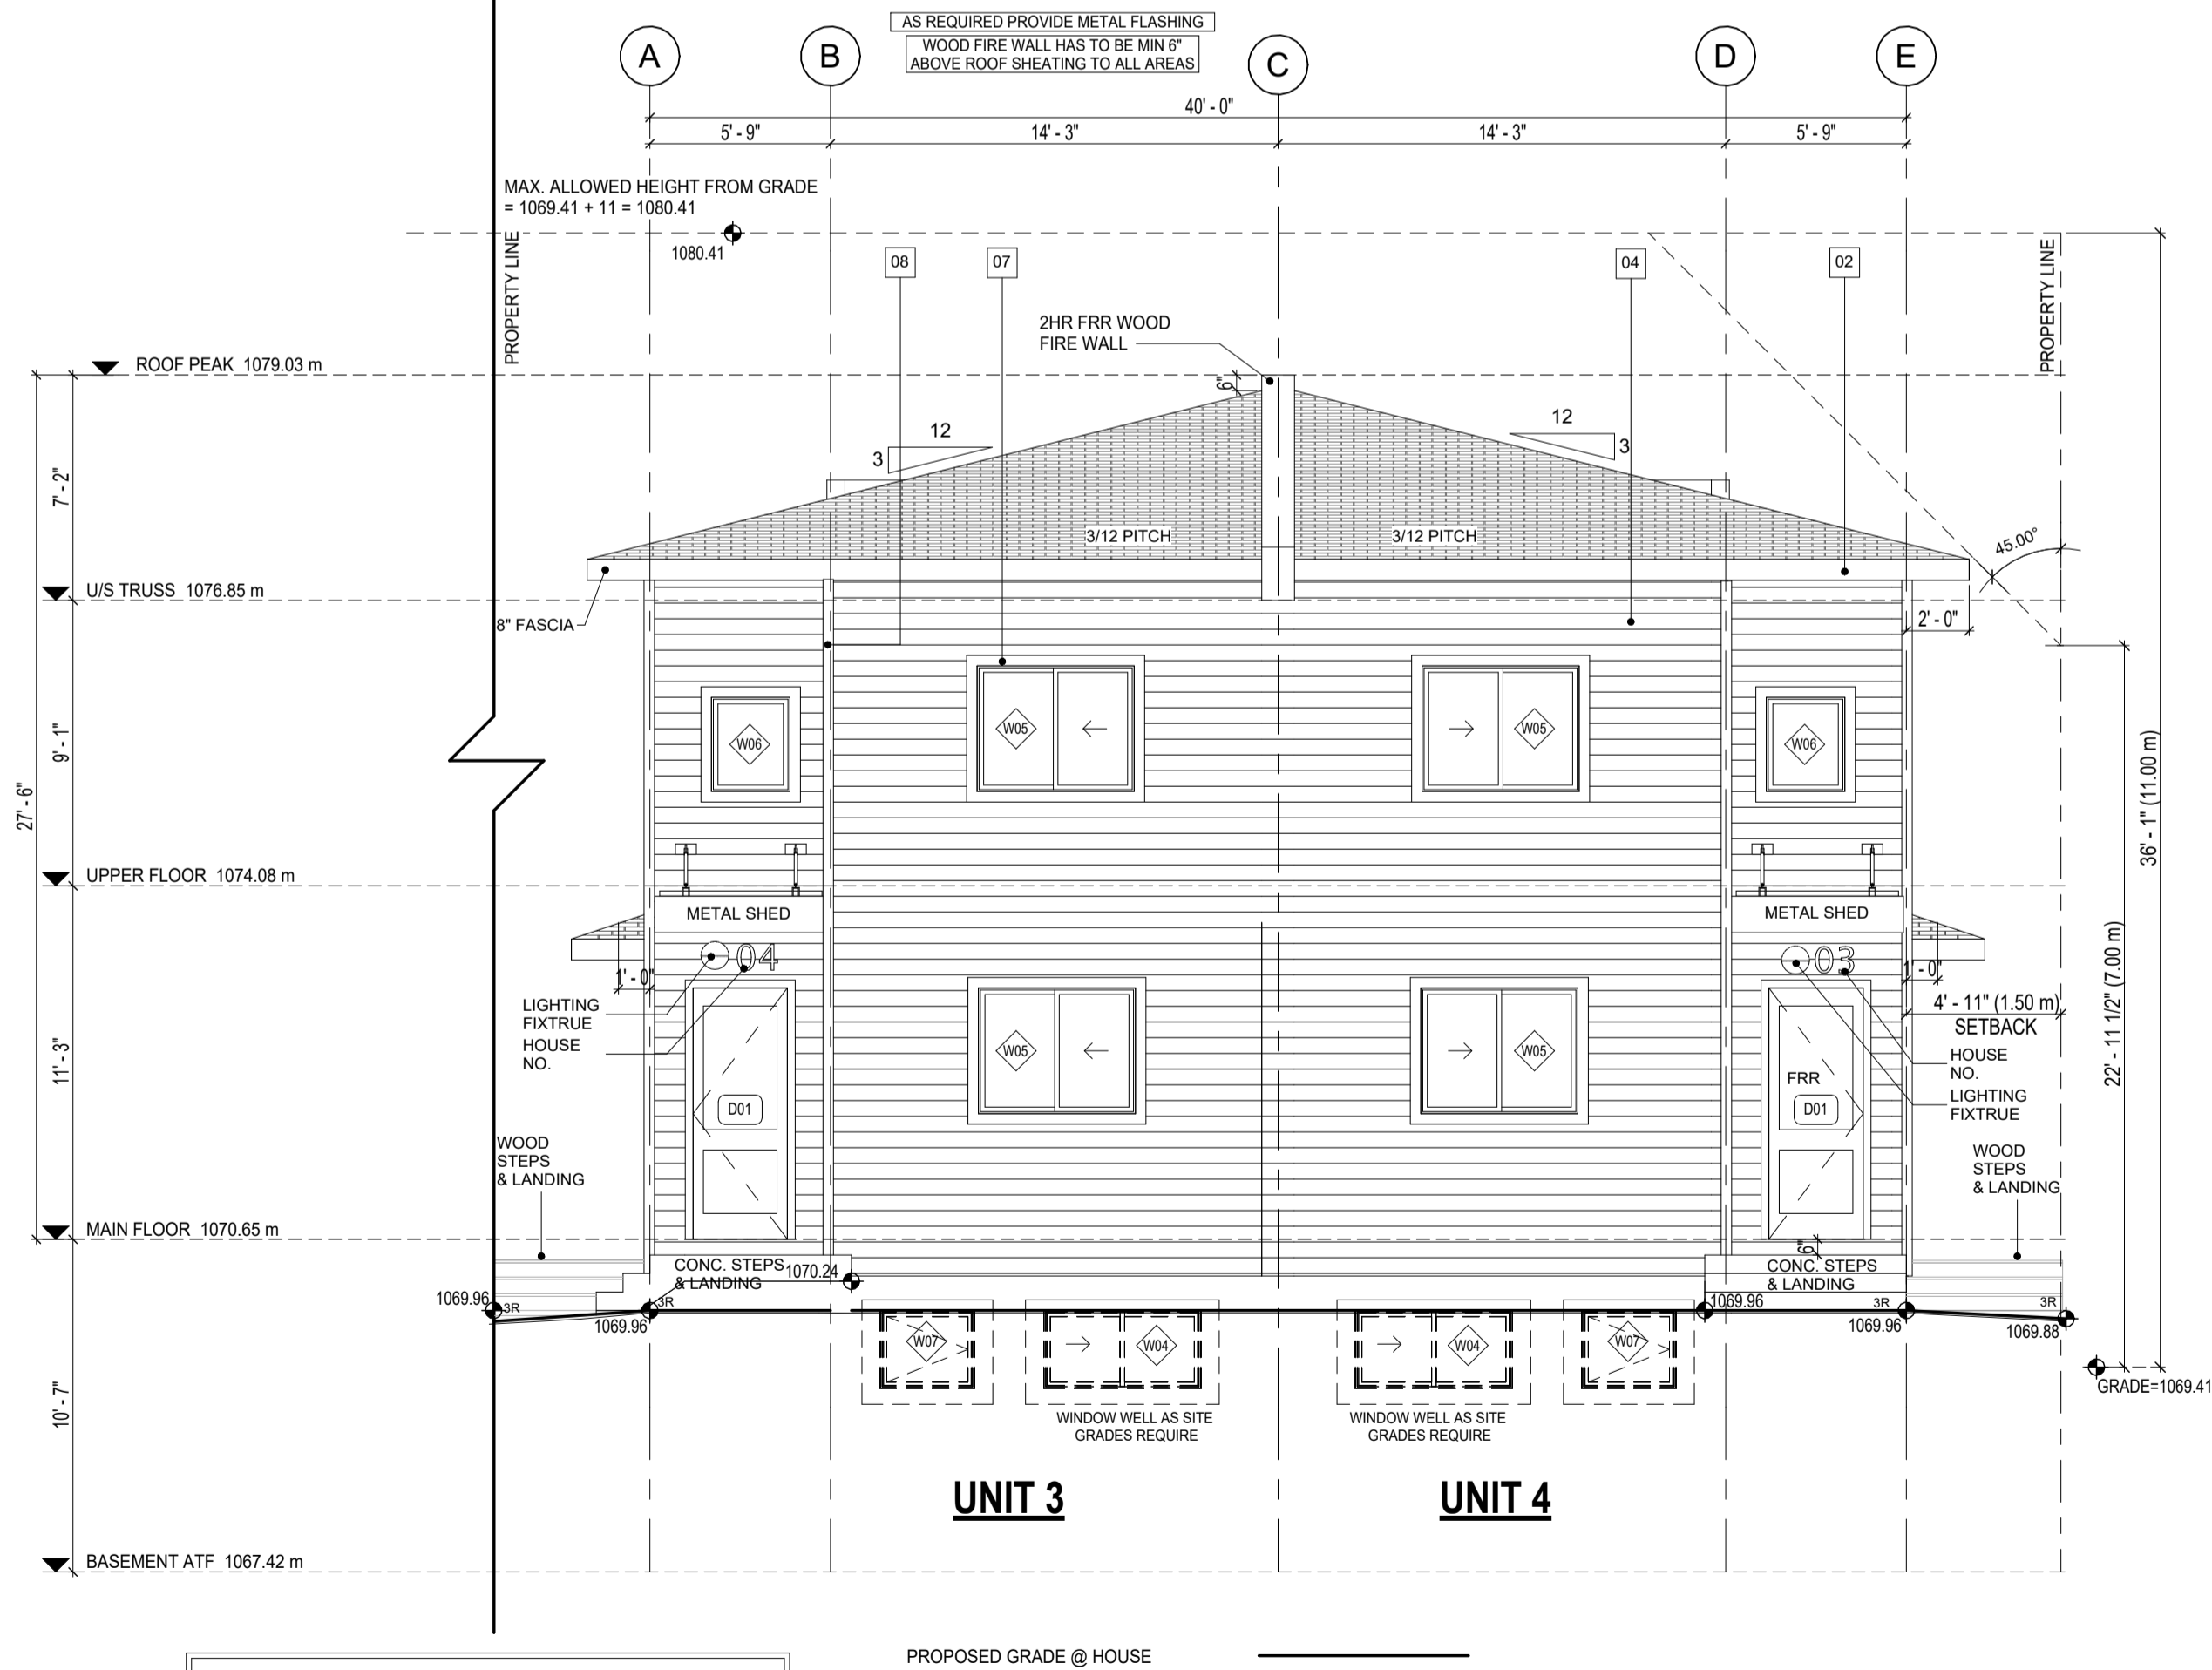 AS REQUIRED PROVIDE METAL FLASHING
WOOD FIRE WALL HAS TO BE MIN 6"
ABOVE ROOF SHEATING TO ALL AREAS
A
B
C
D
E
40' - 0"
5' - 9"
14' - 3"
14' - 3"
5' - 9"
MAX. ALLOWED HEIGHT FROM GRADE
= 1069.41 + 11 = 1080.41
1080.41
PROPERTY LINE
PROPERTY LINE
08
07
04
02
2HR FRR WOOD
FIRE WALL
6"
ROOF PEAK 1079.03 m
12
3
12
3
3/12 PITCH
3/12 PITCH
45.00°
7' - 2"
U/S TRUSS 1076.85 m
8" FASCIA
2' - 0"
W06
W05
W05
W06
9' - 1"
27' - 6"
36' - 1" (11.00 m)
UPPER FLOOR 1074.08 m
METAL SHED
METAL SHED
04
03
1' - 0"
1' - 0"
LIGHTING
FIXTRUE
HOUSE
NO.
4' - 11" (1.50 m)
SETBACK
22' - 11 1/2" (7.00 m)
W05
W05
HOUSE
NO.
LIGHTING
FIXTRUE
11' - 3"
D01
FRR
D01
WOOD
STEPS
& LANDING
WOOD
STEPS
& LANDING
MAIN FLOOR 1070.65 m
6"
CONC. STEPS
& LANDING
1070.24
CONC. STEPS
& LANDING
1069.96
3R
3R
1069.96
1069.96
3R
1069.96
3R
1069.88
W07
W04
W04
W07
GRADE=1069.41
WINDOW WELL AS SITE
GRADES REQUIRE
WINDOW WELL AS SITE
GRADES REQUIRE
10' - 7"
UNIT 3
UNIT 4
BASEMENT ATF 1067.42 m
PROPOSED GRADE @ HOUSE